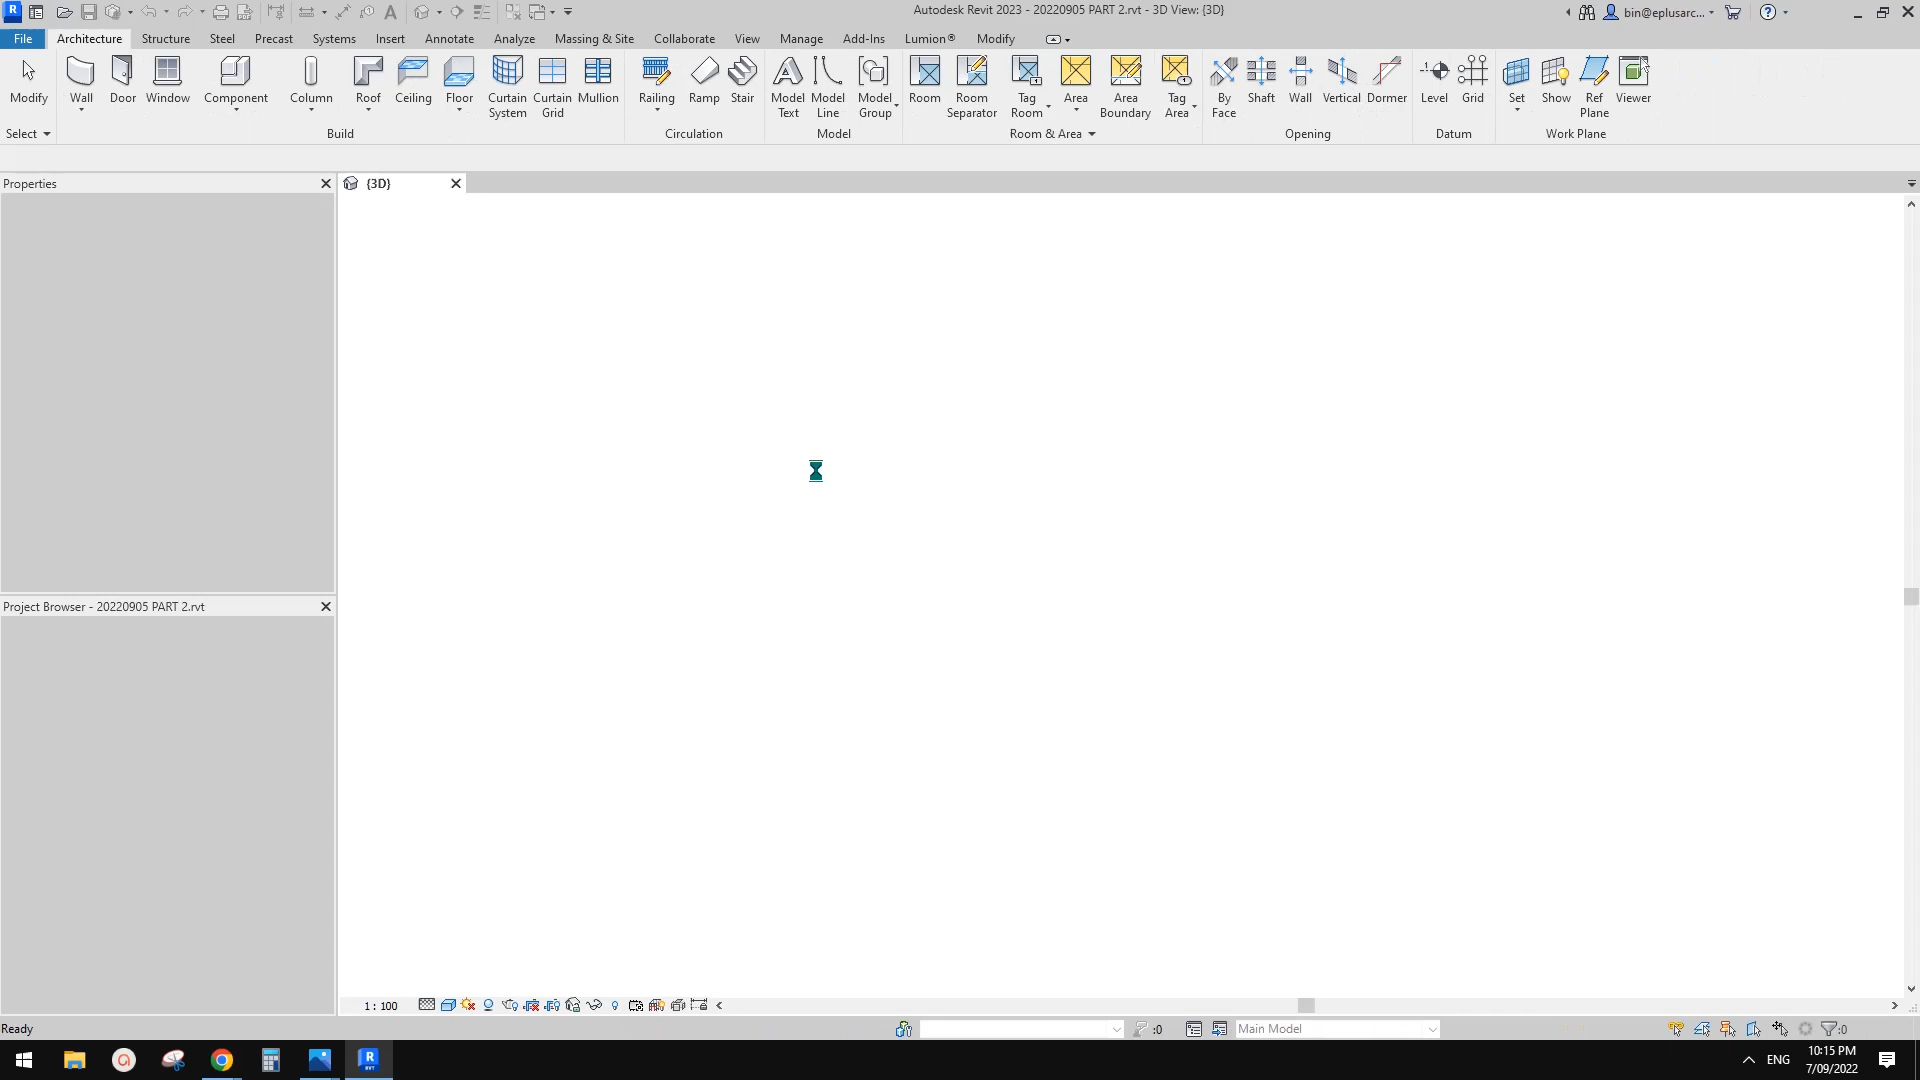 Autodesk Revit 2023 - 20220905 PART 2.rvt - 3D View: {3D}
bin@eplusarc...
File Architecture Structure Steel Precast Systems Insert Annotate Analyze Massing & Site Collaborate View Manage Add-Ins Lumion® Modify
Modify Wall Door Window Component Column Roof Ceiling Floor Curtain System Curtain Grid Mullion Railing Ramp Stair Model Text Model Line Model Group Room Room Separator Tag Room Area Area Boundary Tag Area By Face Shaft Wall Vertical Dormer Level Grid Set Show Ref Plane Viewer
Select Build Circulation Model Room & Area Opening Datum Work Plane
Properties
{3D}
Project Browser - 20220905 PART 2.rvt
1 : 100
Ready
:0
Main Model
:0
ENG
10:15 PM
7/09/2022